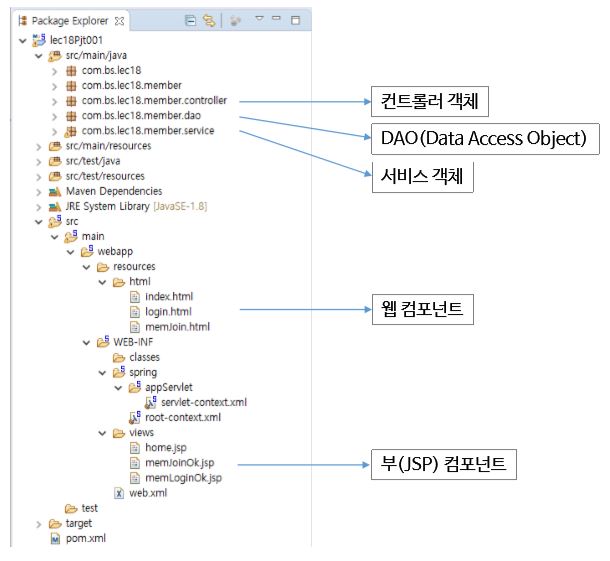 Package Explorer
lec18Pjt001
src/main/java
com.bs.lec18
com.bs.lec18.member
com.bs.lec18.member.controller
com.bs.lec18.member.dao
com.bs.lec18.member.service
src/main/resources
src/test/java
src/test/resources
Maven Dependencies
JRE System Library [JavaSE-1.8]
src
main
webapp
resources
html
index.html
login.html
memJoin.html
WEB-INF
classes
spring
appServlet
servlet-context.xml
root-context.xml
views
home.jsp
memJoinOk.jsp
memLoginOk.jsp
web.xml
test
target
pom.xml
컨트롤러 객체
DAO(Data Access Object)
서비스 객체
웹 컴포넌트
부(JSP) 컴포넌트